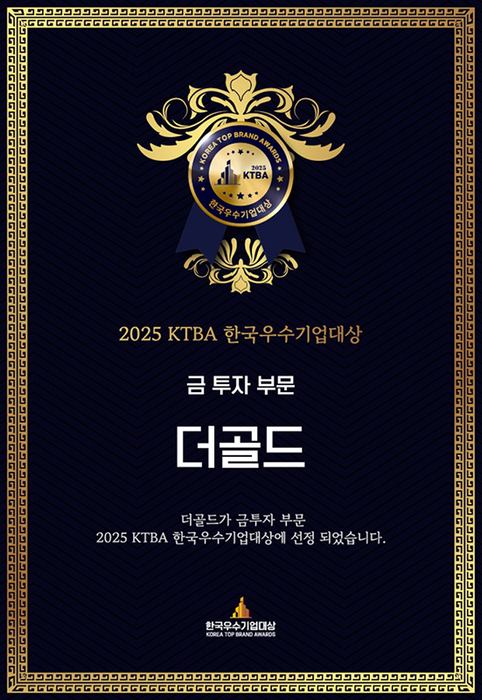 KOREA TOP BRAND AWARDS
2025
KTBA
한국우수기업대상
2025 KTBA 한국우수기업대상
금 투자 부문
더골드
더골드가 금투자 부문
2025 KTBA 한국우수기업대상에 선정 되었습니다.
한국우수기업대상
KOREA TOP BRAND AWARDS